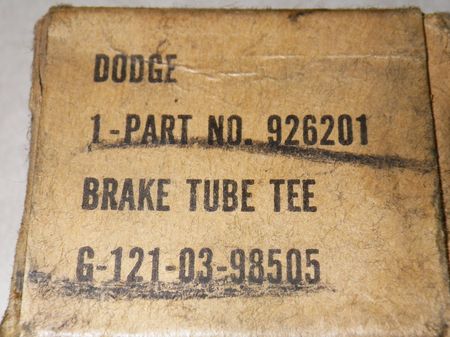 DODGE
1-PART NO. 926201
BRAKE TUBE TEE
G-121-03-98505